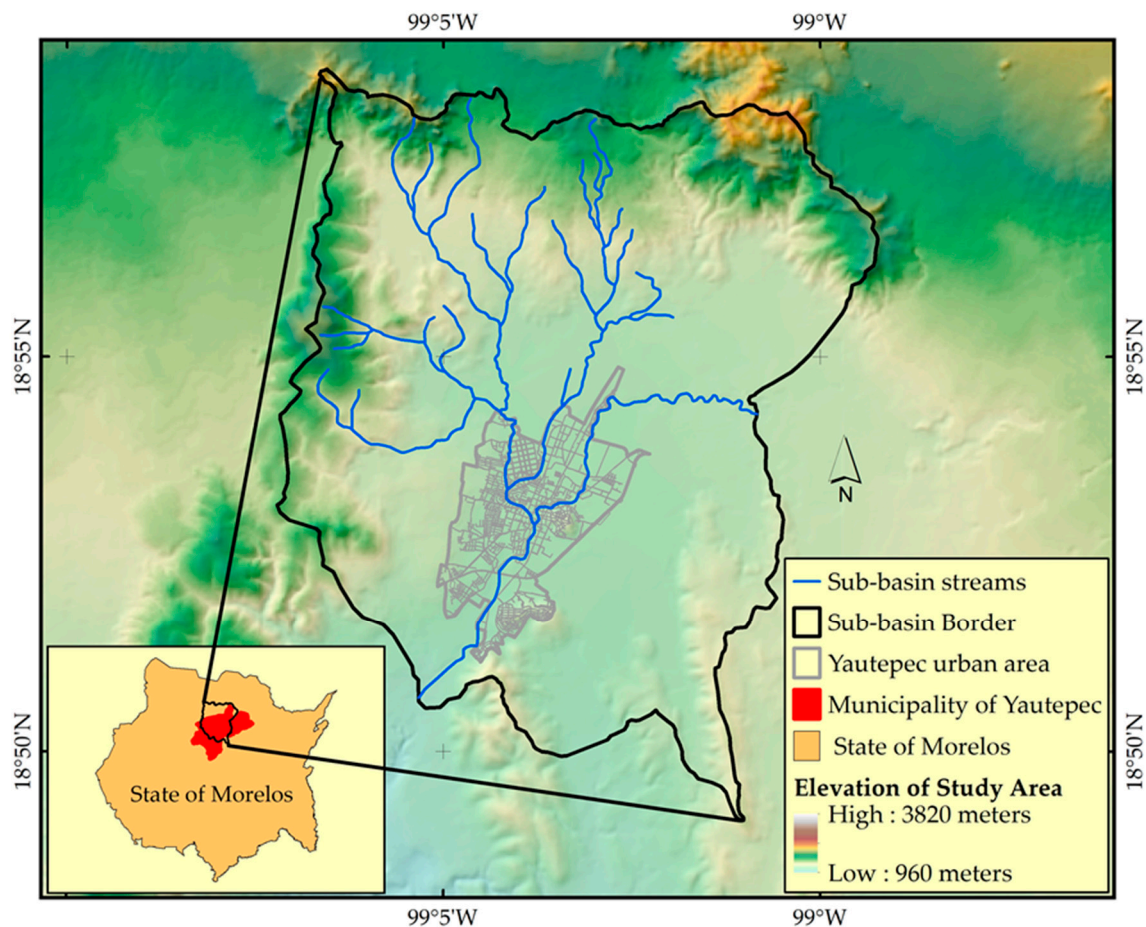 99°5'W
99°W
18°55'N
18°55'N
N
Sub-basin streams
Sub-basin Border
Yautepec urban area
Municipality of Yautepec
State of Morelos
Elevation of Study Area
High : 3820 meters
Low : 960 meters
State of Morelos
18°50'N
18°50'N
99°5'W
99°W